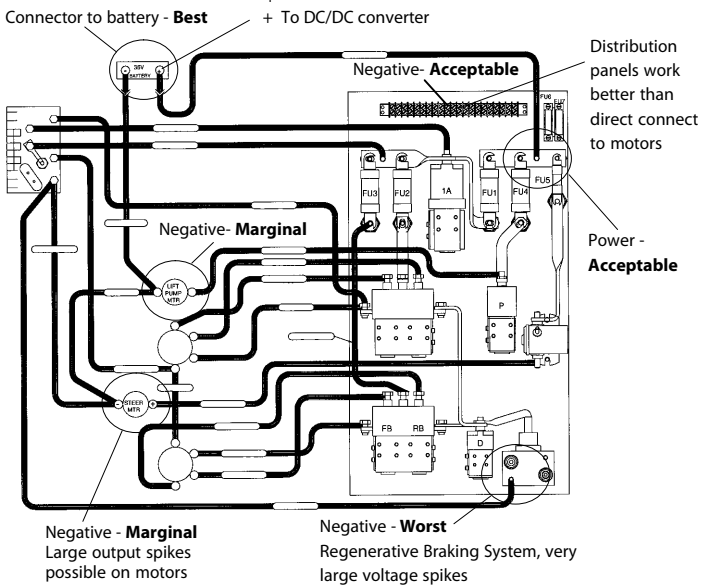 Connector to battery - Best
+ To DC/DC converter
Distribution
panels work
better than
direct connect
to motors
Negative- Acceptable
36V
BATTERY
- +
FU6
FU7
FU3
FU2
1A
FU1
FU4
FU5
Negative- Marginal
Power -
Acceptable
LIFT
PUMP
MTR
P
STEER
MTR
- +
FB
RB
D
Negative - Marginal
Large output spikes
possible on motors
Negative - Worst
Regenerative Braking System, very
large voltage spikes